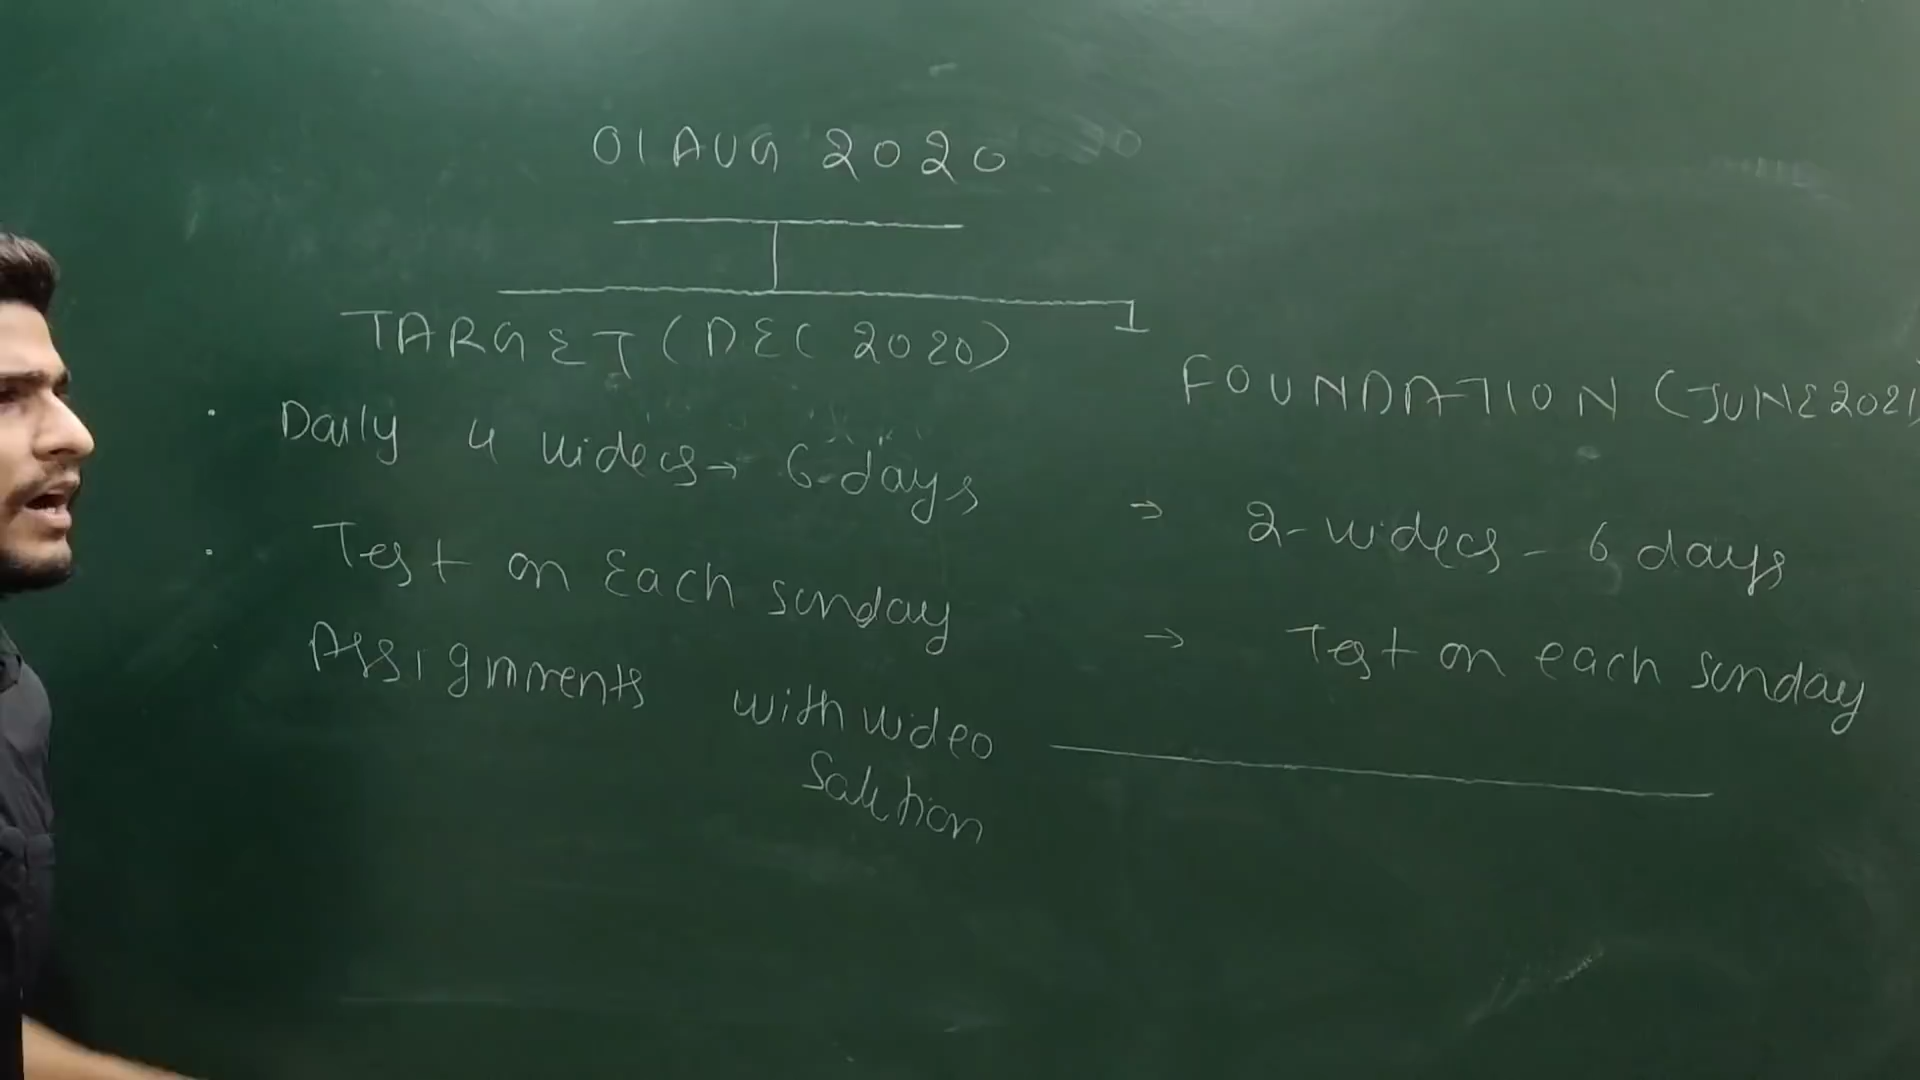 01 AUG 2020
TARGET (DEC 2020)
• Daily 4 videos → 6-days
• Test on Each sunday
• Assignments with video
Solution
FOUNDATION (JUNE 2021)
→ 2-videos - 6 days
→ Test on each sunday